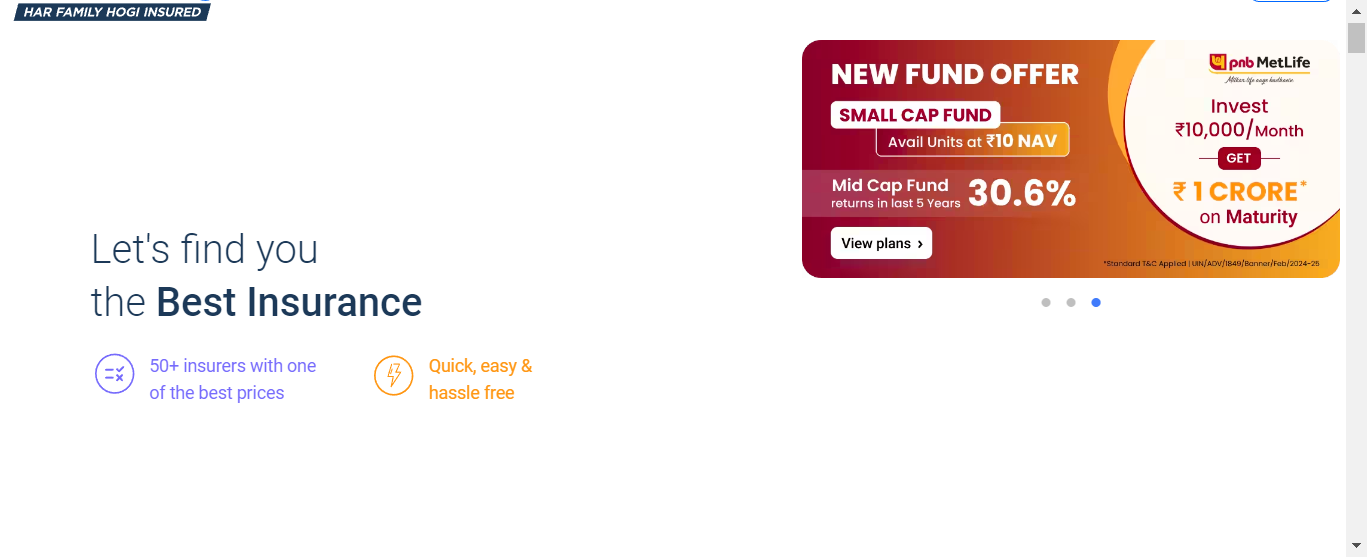 HAR FAMILY HOGI INSURED
Let's find you
the Best Insurance
50+ insurers with one
of the best prices
Quick, easy &
hassle free
NEW FUND OFFER
SMALL CAP FUND
Avail Units at ₹10 NAV
Mid Cap Fund
returns in last 5 Years
30.6%
View plans ›
pnb MetLife
Milkar life aage badhaein
Invest
₹10,000/Month
GET
₹ 1 CRORE*
on Maturity
*Standard T&C Applied | UIN/ADV/1849/Banner/Feb/2024-25